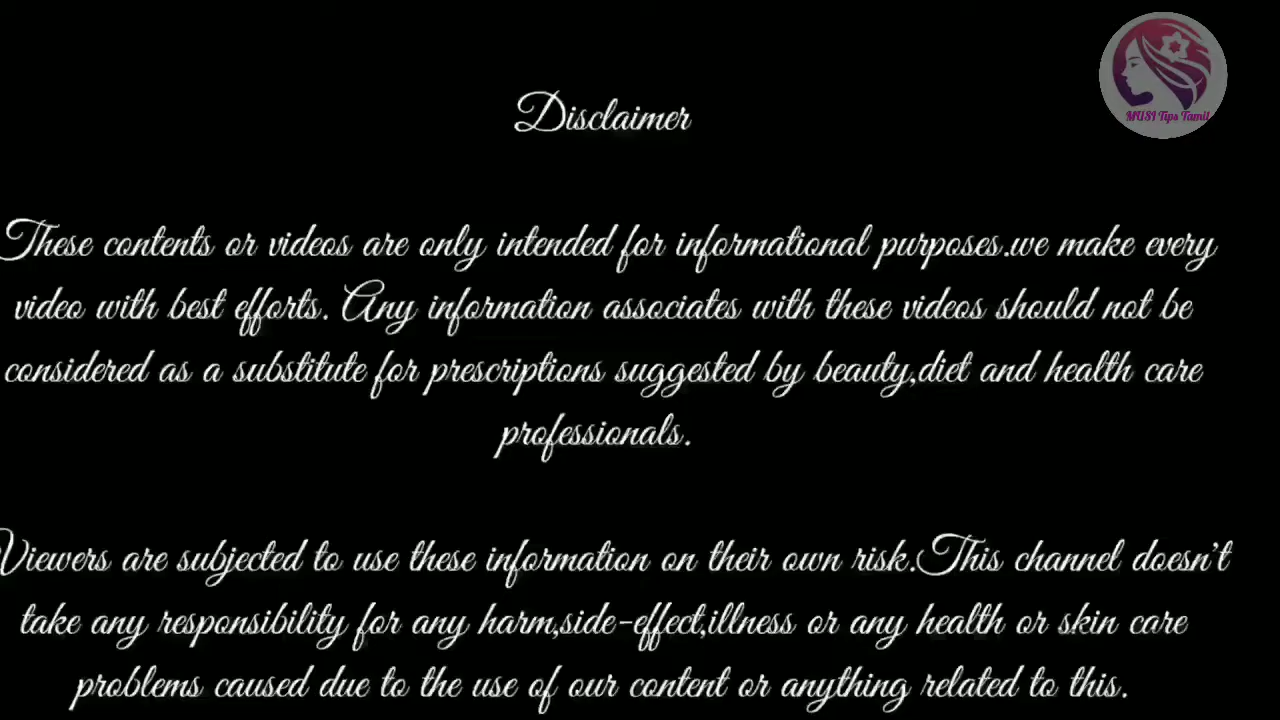 MUSI Tips Tamil
Disclaimer
These contents or videos are only intended for informational purposes.we make every
video with best efforts. Any information associates with these videos should not be
considered as a substitute for prescriptions suggested by beauty,diet and health care
professionals.
Viewers are subjected to use these information on their own risk.This channel doesn't
take any responsibility for any harm,side-effect,illness or any health or skin care
problems caused due to the use of our content or anything related to this.